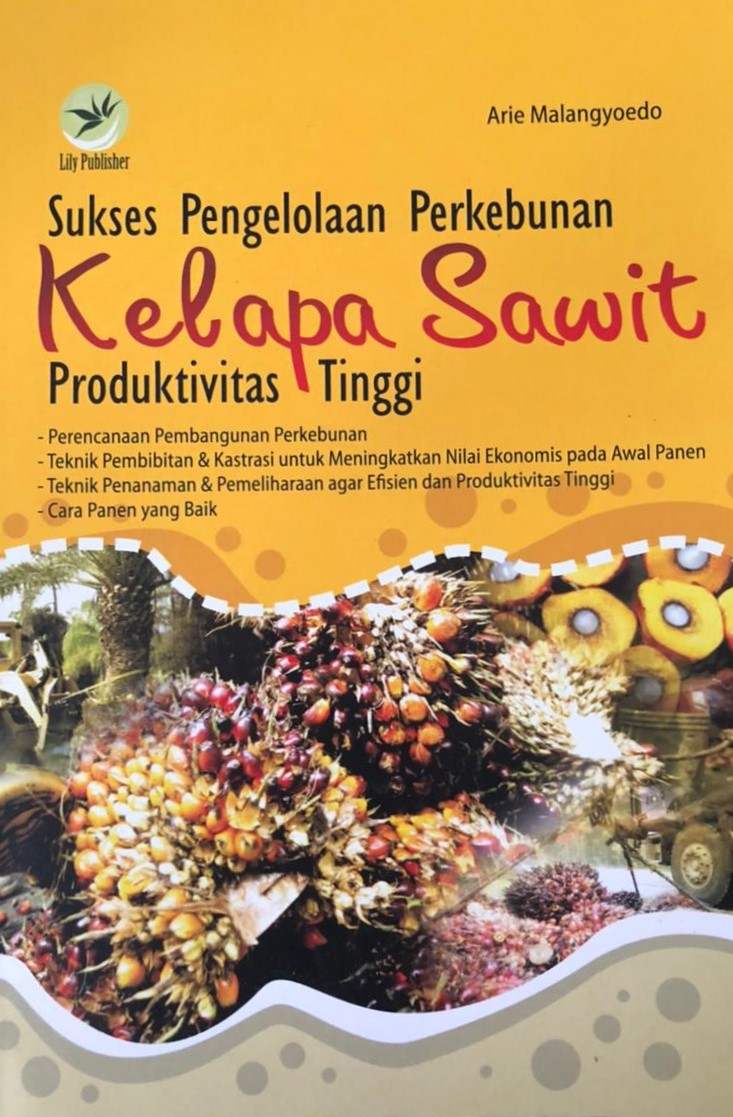 Arie Malangyoedo
Lily Publisher
Sukses Pengelolaan Perkebunan
Kelapa Sawit
Produktivitas Tinggi
- Perencanaan Pembangunan Perkebunan
- Teknik Pembibitan & Kastrasi untuk Meningkatkan Nilai Ekonomis pada Awal Panen
- Teknik Penanaman & Pemeliharaan agar Efisien dan Produktivitas Tinggi
- Cara Panen yang Baik